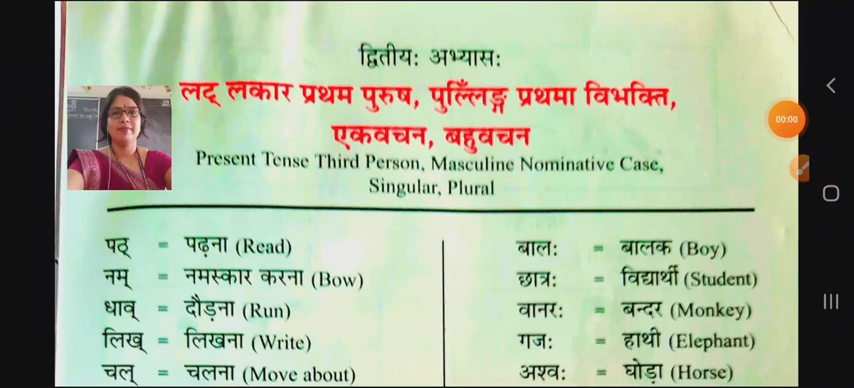 द्वितीय: अभ्यास:
लट् लकार प्रथम पुरुष, पुल्लिँङ्ग प्रथमा विभक्ति,
एकवचन, बहुवचन
Present Tense Third Person, Masculine Nominative Case,
Singular, Plural
पठ् = पढ़ना (Read)
नम् = नमस्कार करना (Bow)
धाव् = दौड़ना (Run)
लिख् = लिखना (Write)
चल् = चलना (Move about)
बाल: = बालक (Boy)
छात्र: = विद्यार्थी (Student)
वानर: = बन्दर (Monkey)
गज: = हाथी (Elephant)
अश्व: = घोड़ा (Horse)
00:00